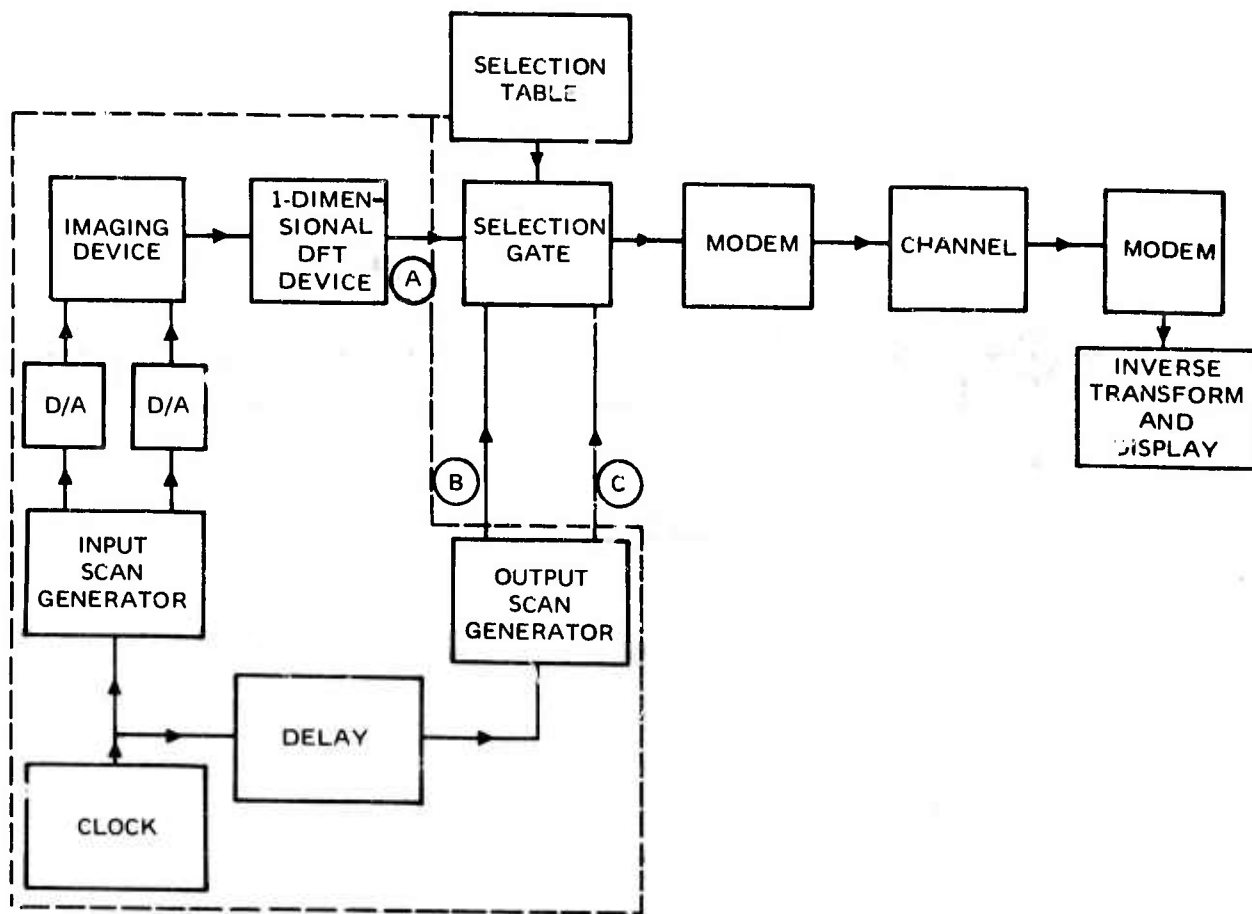 SELECTION
TABLE
IMAGING
DEVICE
1-DIMEN-
SIONAL
DFT
DEVICE
A
SELECTION
GATE
MODEM
CHANNEL
MODEM
D/A
D/A
INVERSE
TRANSFORM
AND
DISPLAY
B
C
INPUT
SCAN
GENERATOR
OUTPUT
SCAN
GENERATOR
DELAY
CLOCK